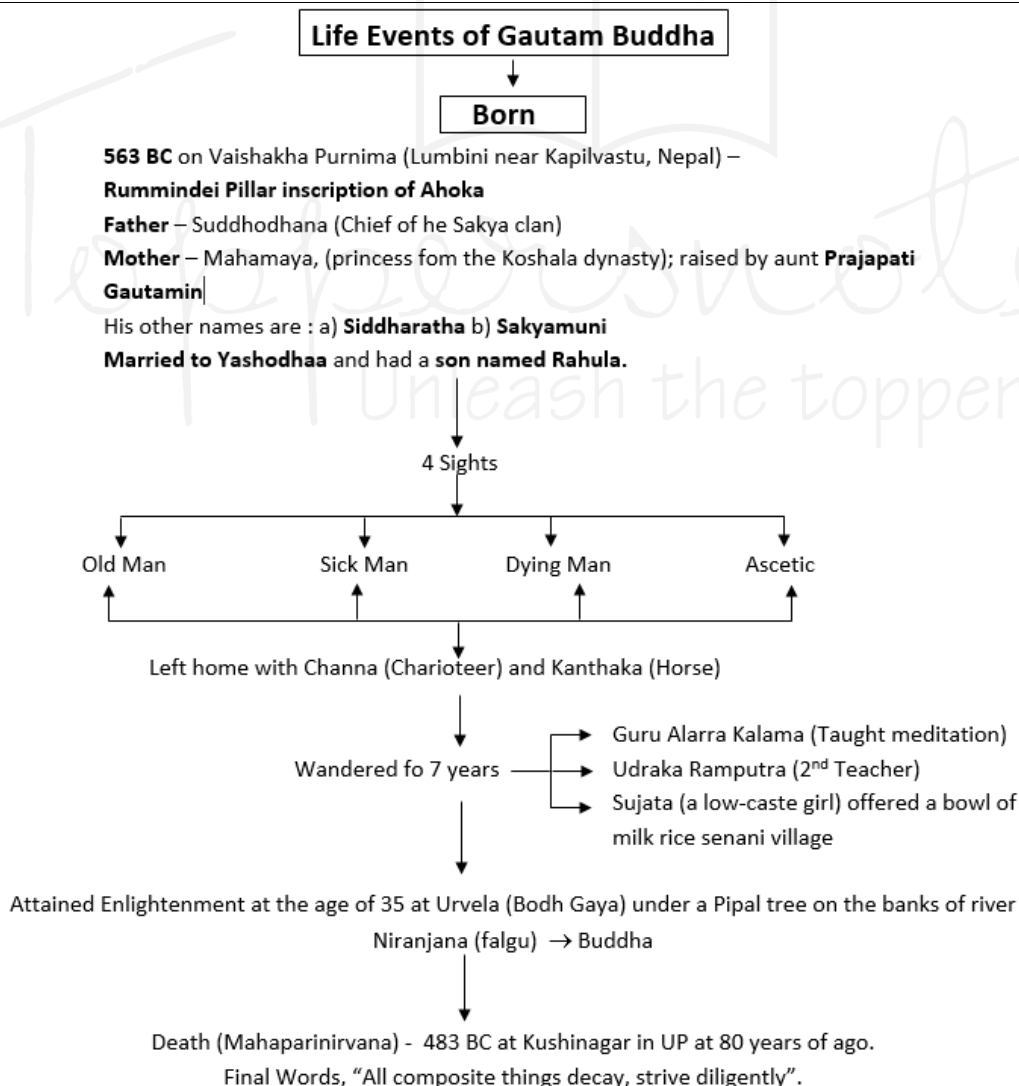 Life Events of Gautam Buddha
Born
563 BC on Vaishakha Purnima (Lumbini near Kapilvastu, Nepal) –
Rummindei Pillar inscription of Ahoka
Father – Suddhodhana (Chief of he Sakya clan)
Mother – Mahamaya, (princess fom the Koshala dynasty); raised by aunt Prajapati
Gautamin
His other names are : a) Siddharatha b) Sakyamuni
Married to Yashodhaa and had a son named Rahula.
4 Sights
Old Man Sick Man Dying Man Ascetic
Left home with Channa (Charioteer) and Kanthaka (Horse)
Guru Alarra Kalama (Taught meditation)
Wandered fo 7 years
Udraka Ramputra (2nd Teacher)
Sujata (a low-caste girl) offered a bowl of
milk rice senani village
Attained Enlightenment at the age of 35 at Urvela (Bodh Gaya) under a Pipal tree on the banks of river
Niranjana (falgu) → Buddha
Death (Mahaparinirvana) - 483 BC at Kushinagar in UP at 80 years of ago.
Final Words, “All composite things decay, strive diligently”.
Toppersnote
Unleash the topper